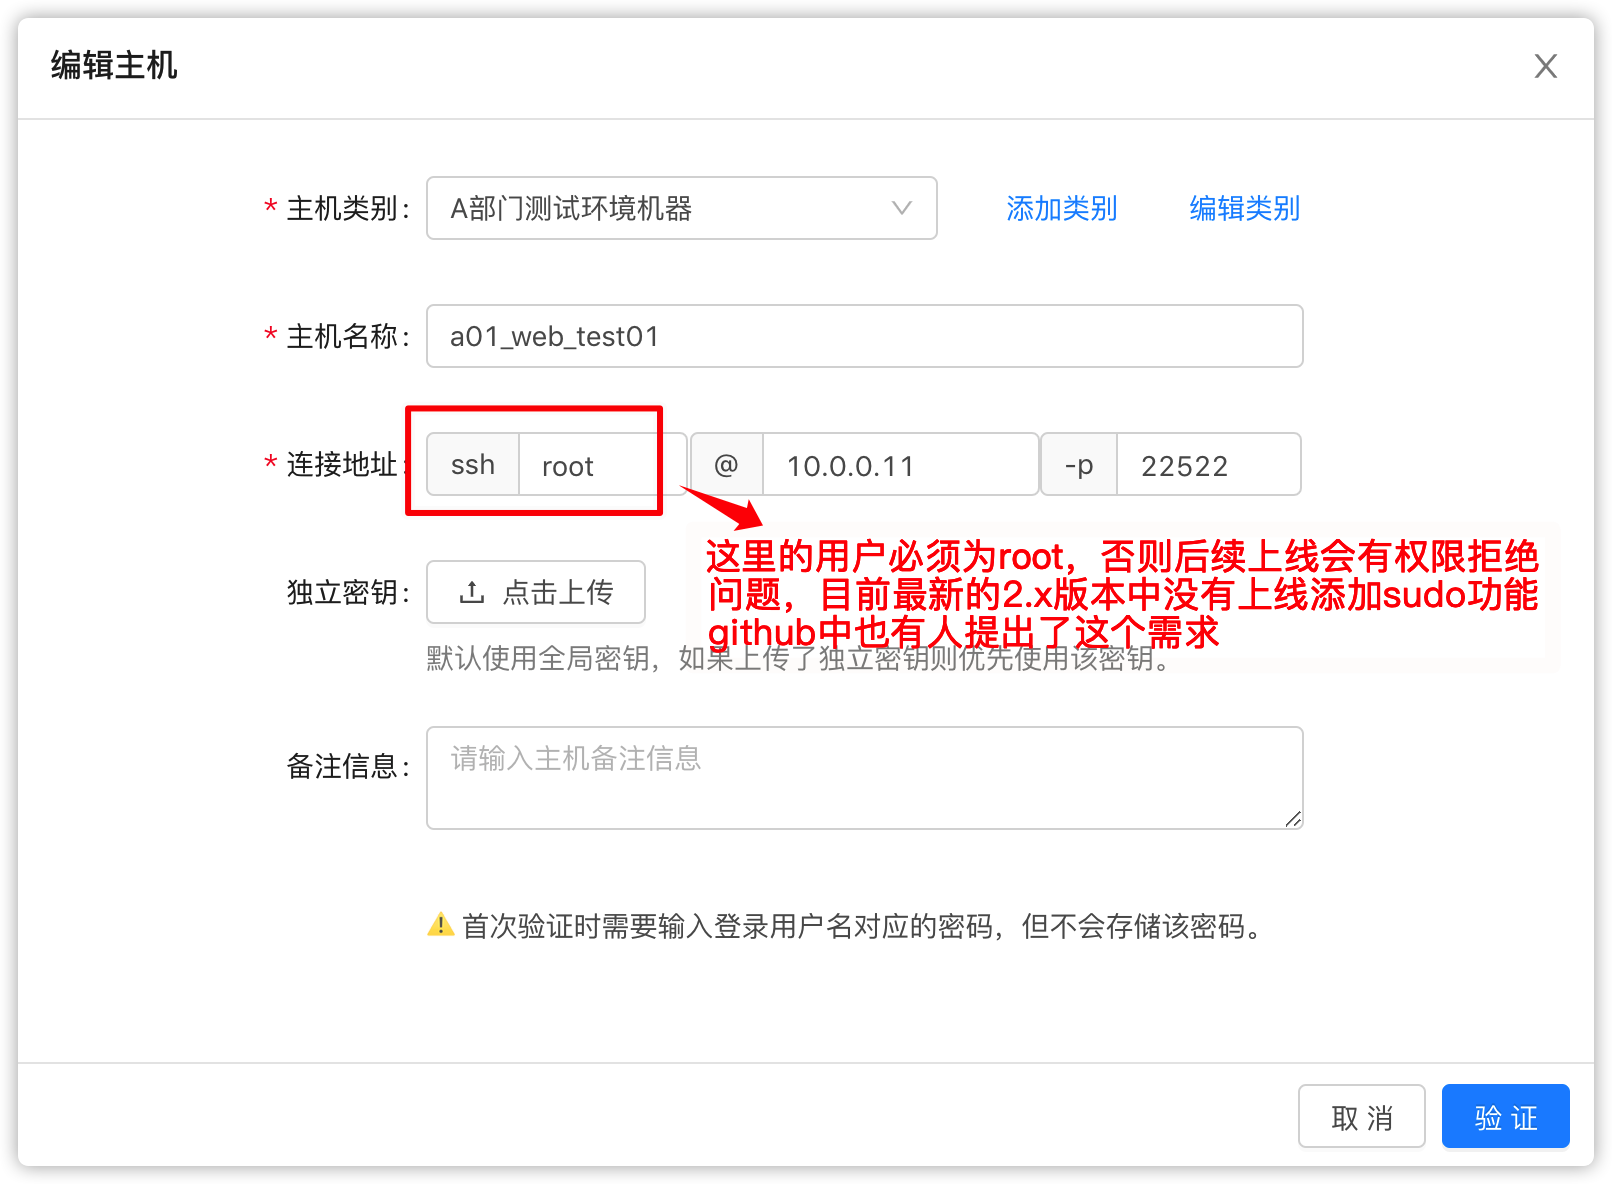 编辑主机
* 主机类别: A部门测试环境机器 添加类别 编辑类别
* 主机名称: a01_web_test01
* 连接地址: ssh root @ 10.0.0.11 -p 22522
这里的用户必须为root，否则后续上线会有权限拒绝
问题，目前最新的2.x版本中没有上线添加sudo功能
github中也有人提出了这个需求
独立密钥: 点击上传
默认使用全局密钥，如果上传了独立密钥则优先使用该密钥。
备注信息: 请输入主机备注信息
首次验证时需要输入登录用户名对应的密码，但不会存储该密码。
取 消 验 证